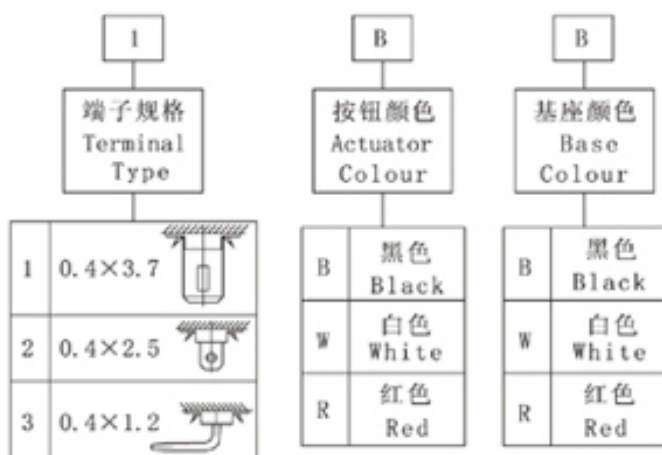 1
B
B
端子规格
Terminal
Type
按钮颜色
Actuator
Colour
基座颜色
Base
Colour
1 0.4×3.7
2 0.4×2.5
3 0.4×1.2
B 黑色
Black
W 白色
White
R 红色
Red
B 黑色
Black
W 白色
White
R 红色
Red